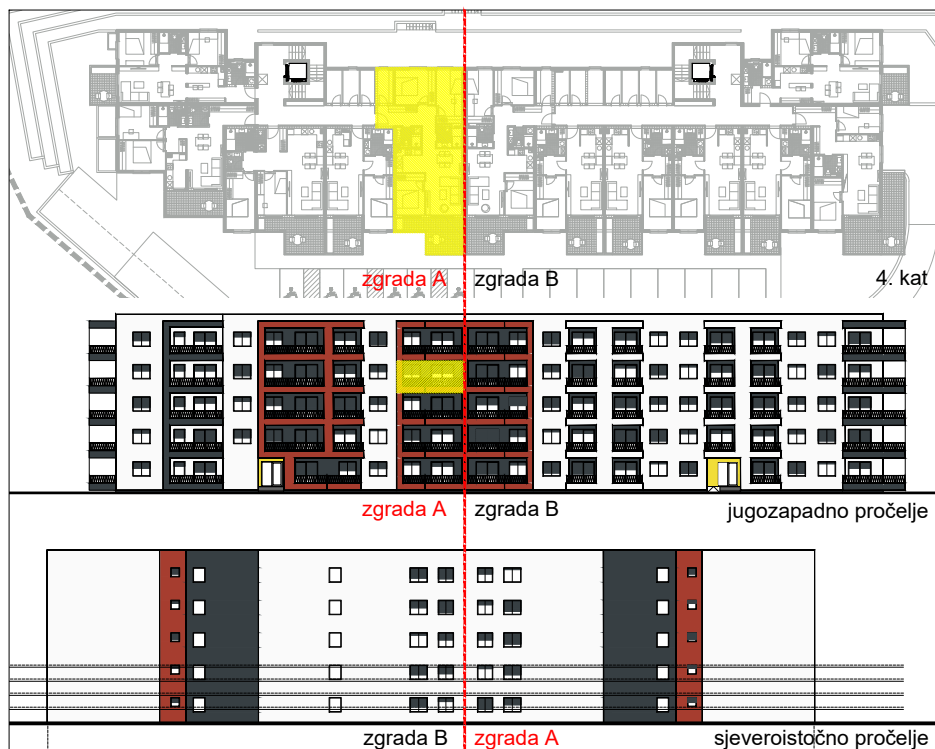 zgrada A zgrada B 4. kat
zgrada A zgrada B jugozapadno pročelje
zgrada B zgrada A sjeveroistočno pročelje